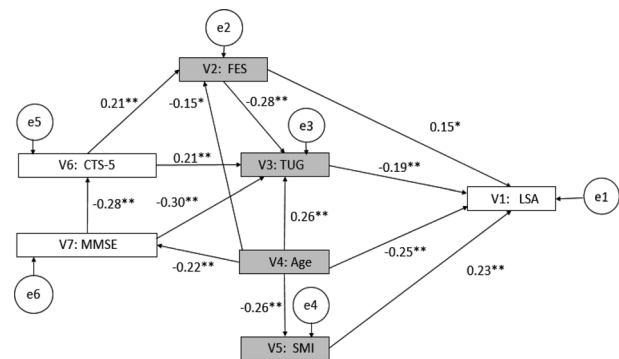 e2
V2: FES
0.21**
-0.15*
-0.28**
e5
e3
0.15*
V6: CTS-5
0.21**
V3: TUG
-0.19**
V1: LSA
e1
-0.28**
-0.30**
0.26**
V7: MMSE
V4: Age
-0.25**
-0.22**
0.23**
e6
-0.26**
e4
V5: SMI